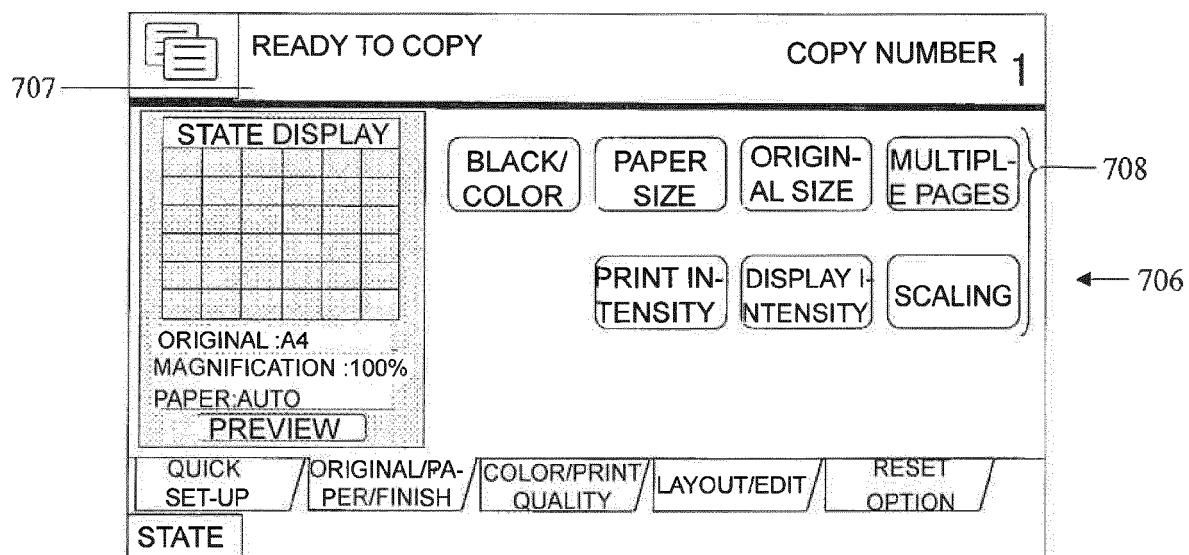 READY TO COPY
COPY NUMBER 1
707
STATE DISPLAY
BLACK/
COLOR
PAPER
SIZE
ORIGIN-
AL SIZE
MULTIPL-
E PAGES
708
PRINT IN-
TENSITY
DISPLAY I-
NTENSITY
SCALING
706
ORIGINAL :A4
MAGNIFICATION :100%
PAPER:AUTO
PREVIEW
QUICK
SET-UP
ORIGINAL/PA-
PER/FINISH
COLOR/PRINT
QUALITY
LAYOUT/EDIT
RESET
OPTION
STATE